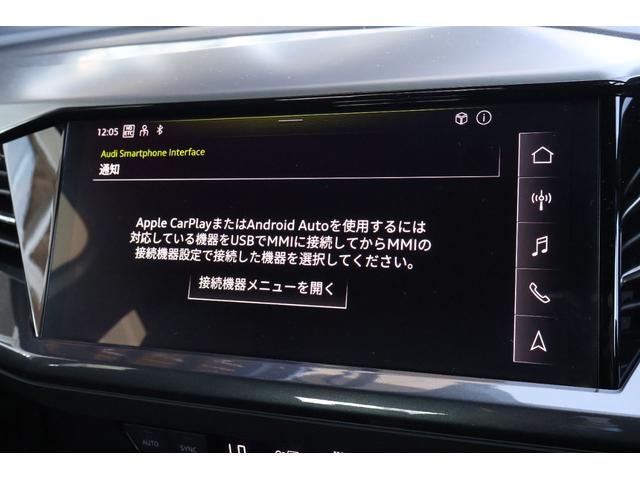 12:05
Audi Smartphone Interface
通知
Apple CarPlayまたはAndroid Autoを使用するには
対応している機器をUSBでMMIに接続してからMMIの
接続機器設定で接続した機器を選択してください。
接続機器メニューを開く
AUTO
SYNC
LO